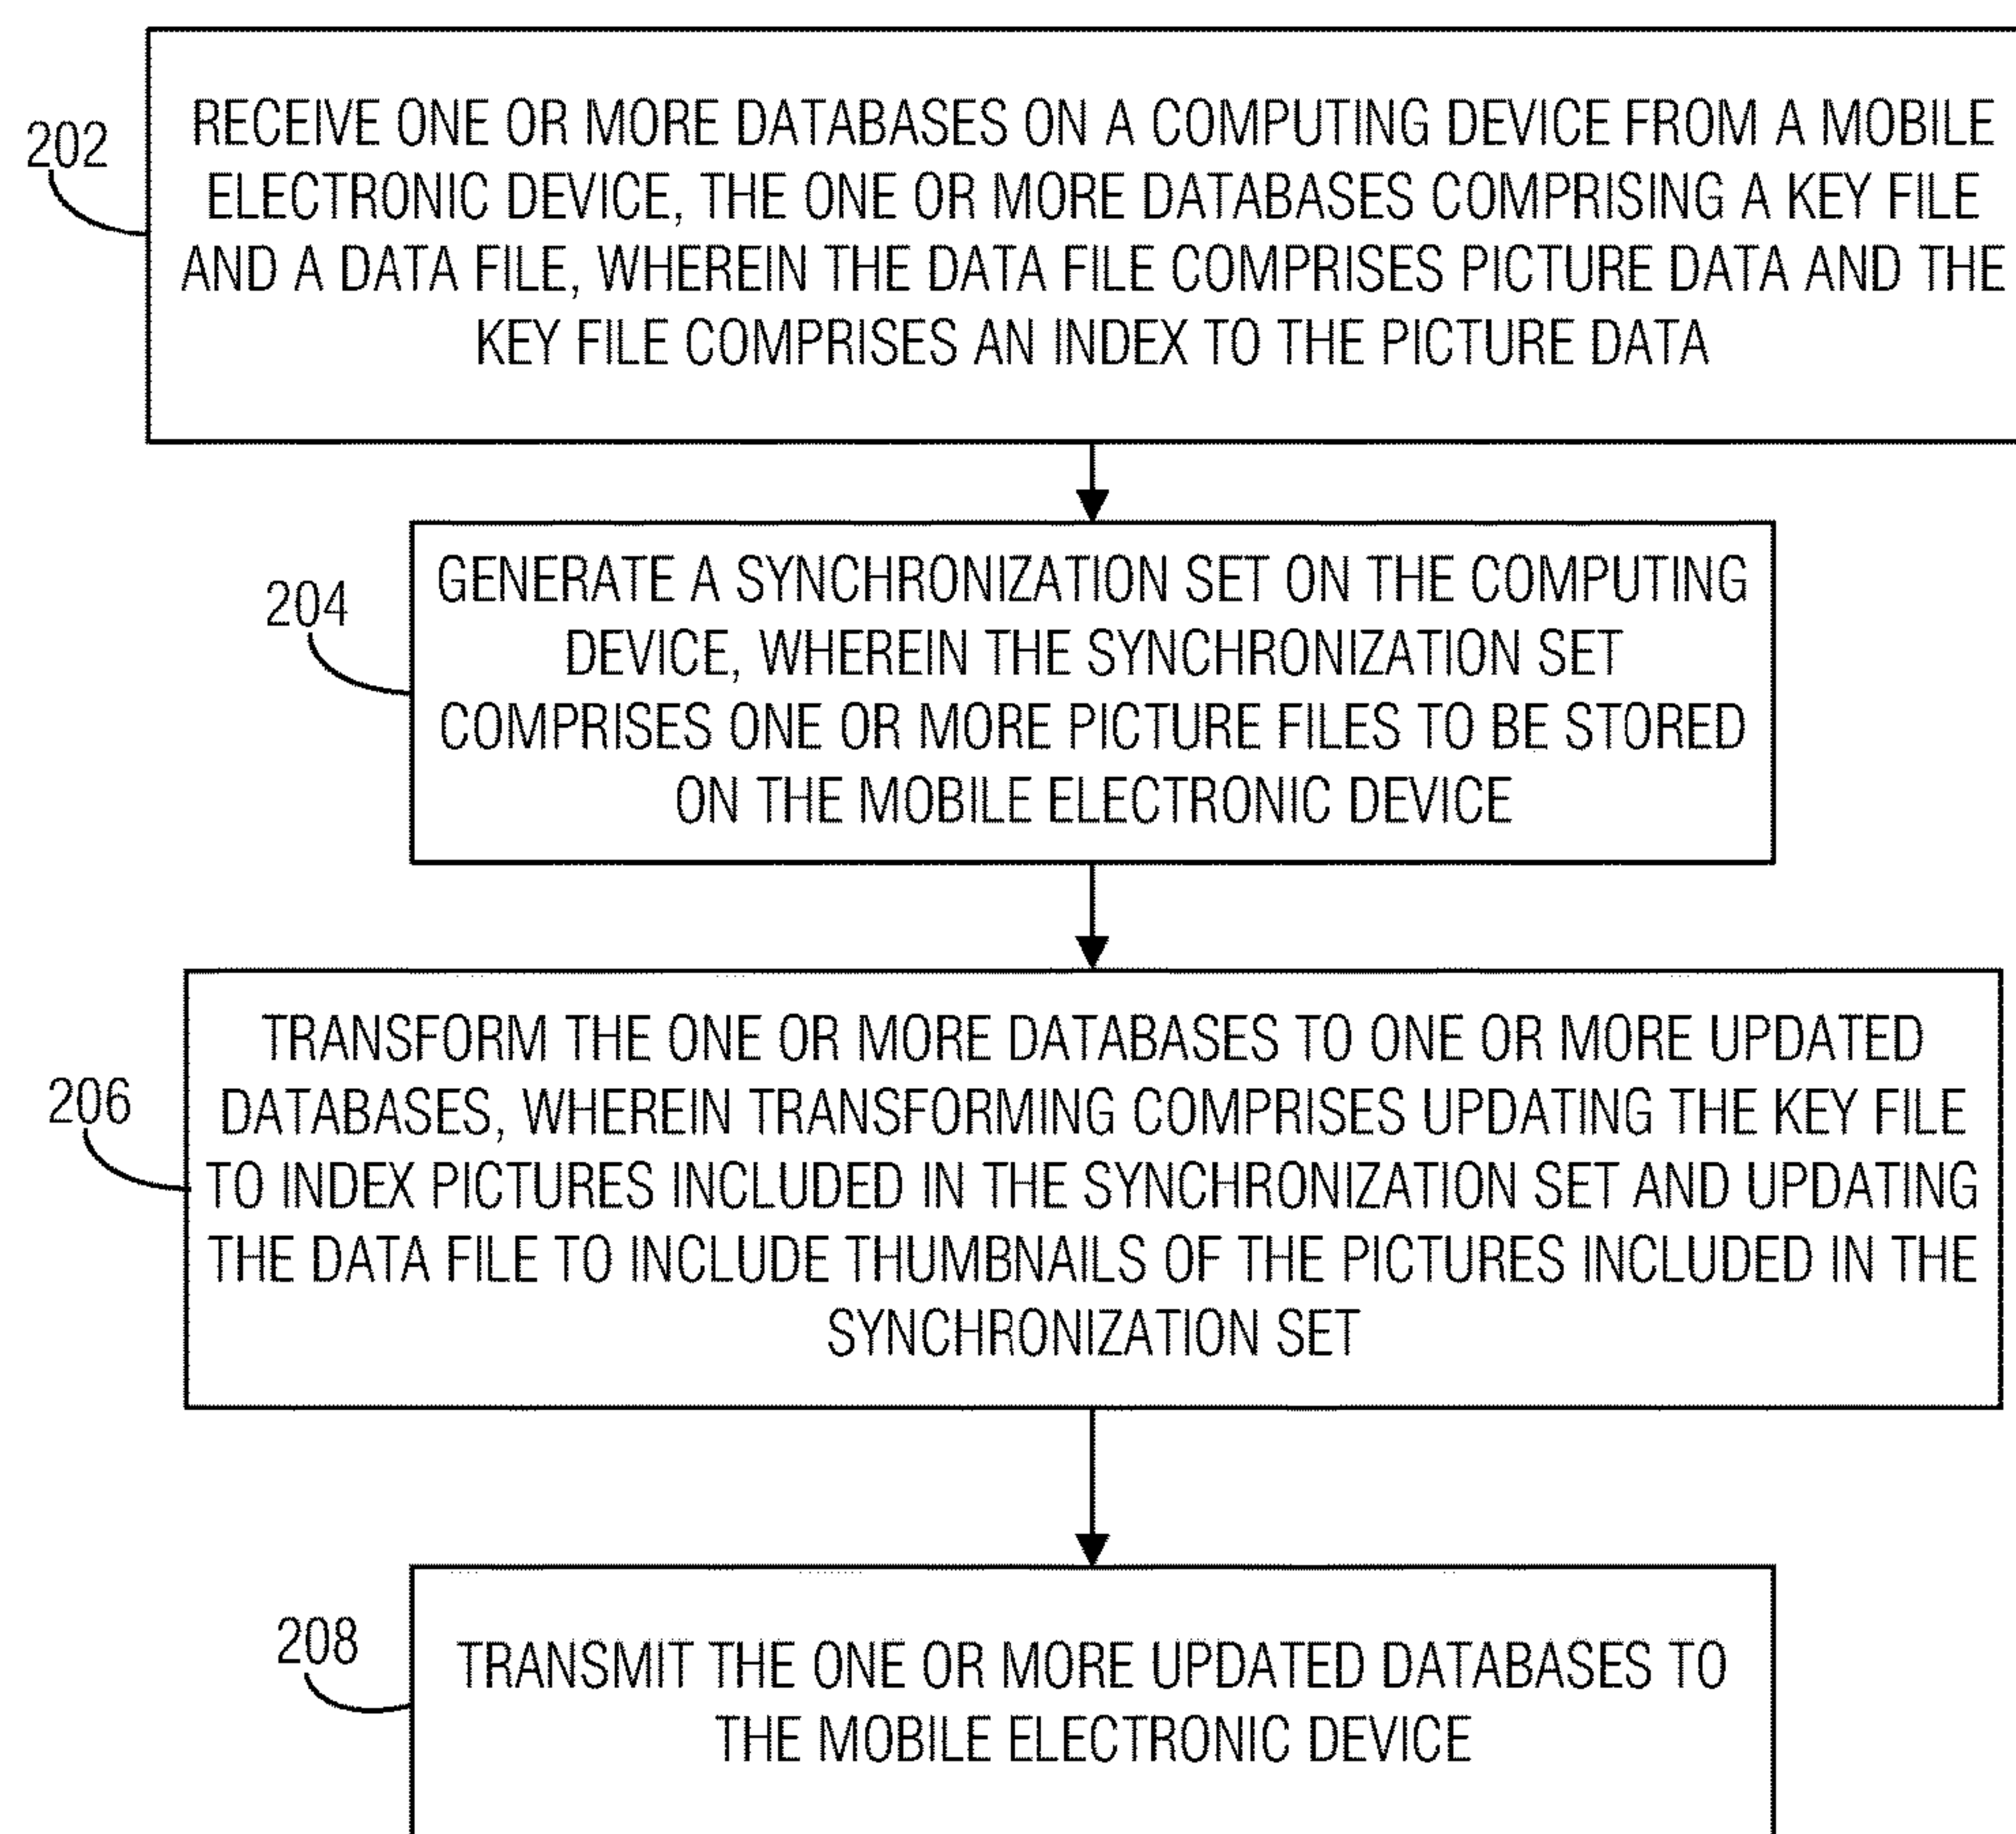 202
RECEIVE ONE OR MORE DATABASES ON A COMPUTING DEVICE FROM A MOBILE
ELECTRONIC DEVICE, THE ONE OR MORE DATABASES COMPRISING A KEY FILE
AND A DATA FILE, WHEREIN THE DATA FILE COMPRISES PICTURE DATA AND THE
KEY FILE COMPRISES AN INDEX TO THE PICTURE DATA
204
GENERATE A SYNCHRONIZATION SET ON THE COMPUTING
DEVICE, WHEREIN THE SYNCHRONIZATION SET
COMPRISES ONE OR MORE PICTURE FILES TO BE STORED
ON THE MOBILE ELECTRONIC DEVICE
206
TRANSFORM THE ONE OR MORE DATABASES TO ONE OR MORE UPDATED
DATABASES, WHEREIN TRANSFORMING COMPRISES UPDATING THE KEY FILE
TO INDEX PICTURES INCLUDED IN THE SYNCHRONIZATION SET AND UPDATING
THE DATA FILE TO INCLUDE THUMBNAILS OF THE PICTURES INCLUDED IN THE
SYNCHRONIZATION SET
208
TRANSMIT THE ONE OR MORE UPDATED DATABASES TO
THE MOBILE ELECTRONIC DEVICE